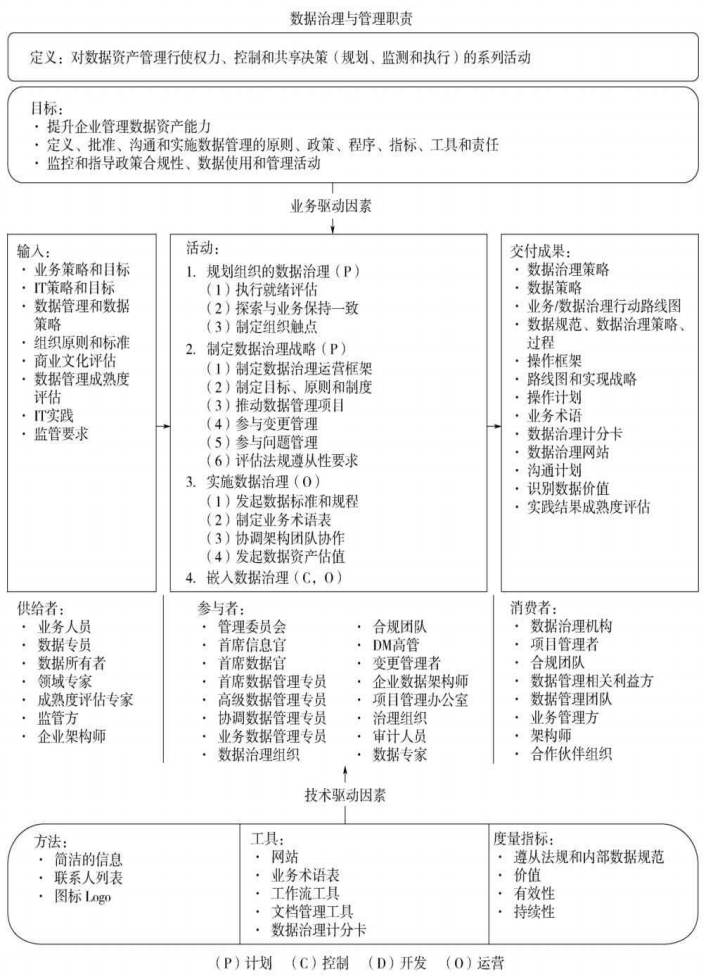 数据治理与管理职责
定义：对数据资产管理行使权力、控制和共享决策（规划、监测和执行）的系列活动
目标：
· 提升企业管理数据资产能力
· 定义、批准、沟通和实施数据管理的原则、政策、程序、指标、工具和责任
· 监控和指导政策合规性、数据使用和管理活动
业务驱动因素
输入：
· 业务策略和目标
· IT策略和目标
· 数据管理和数据
策略
· 组织原则和标准
· 商业文化评估
· 数据管理成熟度
评估
· IT实践
· 监管要求
活动：
1. 规划组织的数据治理（P）
（1）执行就绪评估
（2）探索与业务保持一致
（3）制定组织触点
2. 制定数据治理战略（P）
（1）制定数据治理运营框架
（2）制定目标、原则和制度
（3）推动数据管理项目
（4）参与变更管理
（5）参与问题管理
（6）评估法规遵从性要求
3. 实施数据治理（O）
（1）发起数据标准和规程
（2）制定业务术语表
（3）协调架构团队协作
（4）发起数据资产估值
4. 嵌入数据治理（C，O）
交付成果：
· 数据治理策略
· 数据策略
· 业务/数据治理行动路线图
· 数据规范、数据治理策略、
过程
· 操作框架
· 路线图和实现战略
· 操作计划
· 业务术语
· 数据治理计分卡
· 数据治理网站
· 沟通计划
· 识别数据价值
· 实践结果成熟度评估
供给者：
· 业务人员
· 数据专员
· 数据所有者
· 领域专家
· 成熟度评估专家
· 监管方
· 企业架构师
参与者：
· 管理委员会
· 首席信息官
· 首席数据官
· 首席数据管理专员
· 高级数据管理专员
· 协调数据管理专员
· 业务数据管理专员
· 数据治理组织
· 合规团队
· DM高管
· 变更管理者
· 企业数据架构师
· 项目管理办公室
· 治理组织
· 审计人员
· 数据专家
消费者：
· 数据治理机构
· 项目管理者
· 合规团队
· 数据管理相关利益方
· 数据管理团队
· 业务管理方
· 架构师
· 合作伙伴组织
技术驱动因素
方法：
· 简洁的信息
· 联系人列表
· 图标 Logo
工具：
· 网站
· 业务术语表
· 工作流工具
· 文档管理工具
· 数据治理计分卡
度量指标：
· 遵从法规和内部数据规范
· 价值
· 有效性
· 持续性
（P）计划 （C）控制 （D）开发 （O）运营